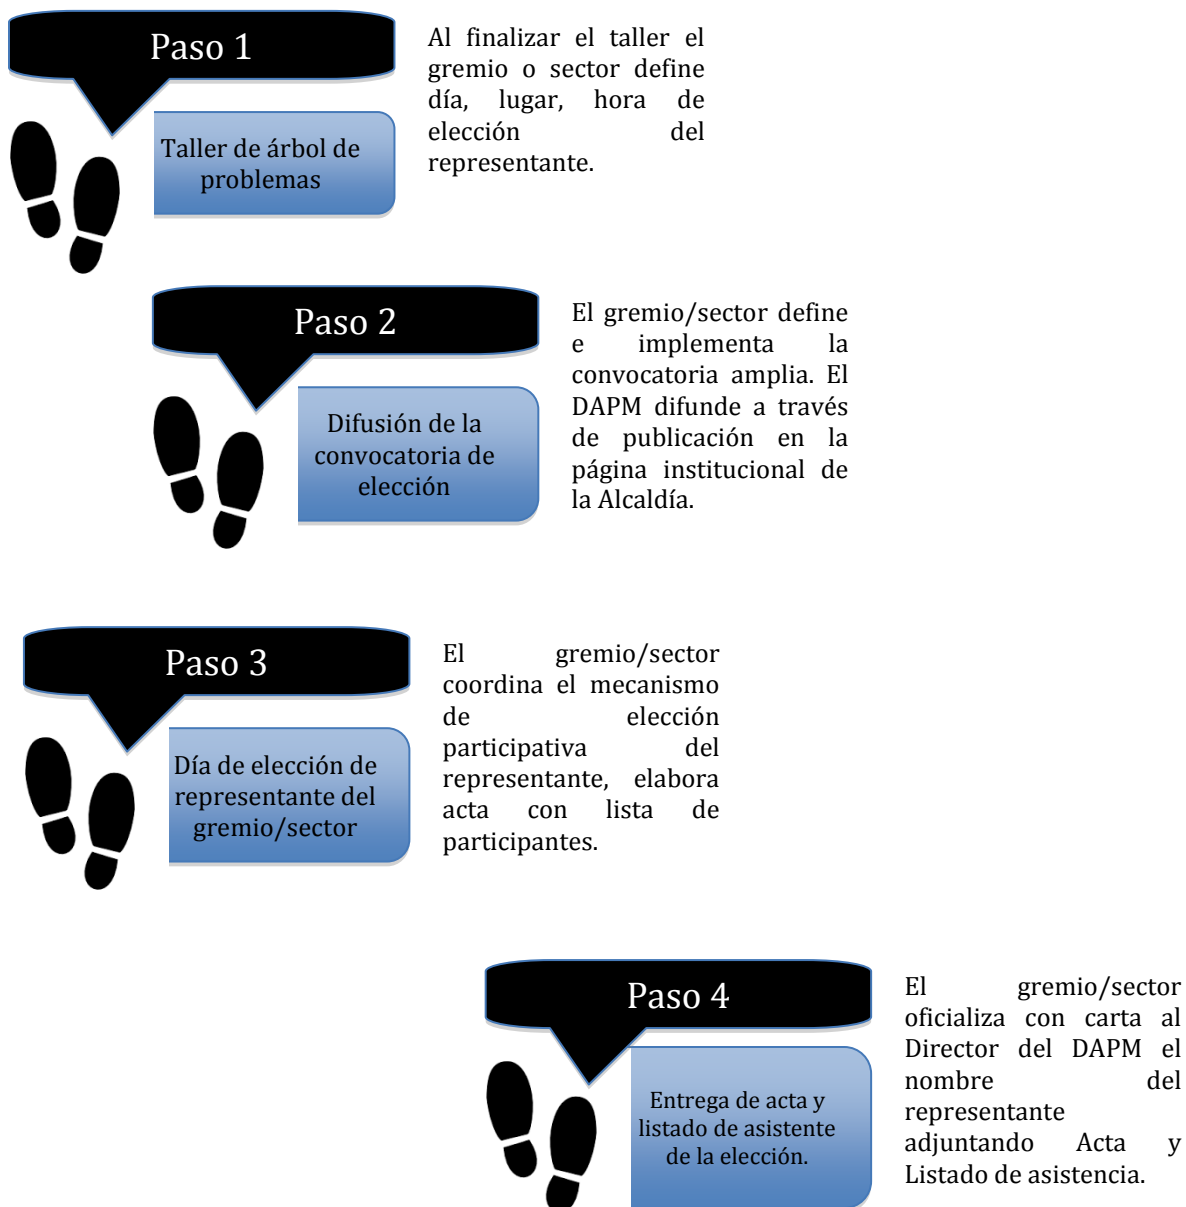 Paso 1
Taller de árbol de
problemas
Al finalizar el taller el
gremio o sector define
día, lugar, hora de
elección del
representante.
Paso 2
Difusión de la
convocatoria de
elección
El gremio/sector define
e implementa la
convocatoria amplia. El
DAPM difunde a través
de publicación en la
página institucional de
la Alcaldía.
Paso 3
Día de elección de
representante del
gremio/sector
El gremio/sector
coordina el mecanismo
de elección
participativa del
representante, elabora
acta con lista de
participantes.
Paso 4
Entrega de acta y
listado de asistente
de la elección.
El gremio/sector
oficializa con carta al
Director del DAPM el
nombre del
representante
adjuntando Acta y
Listado de asistencia.